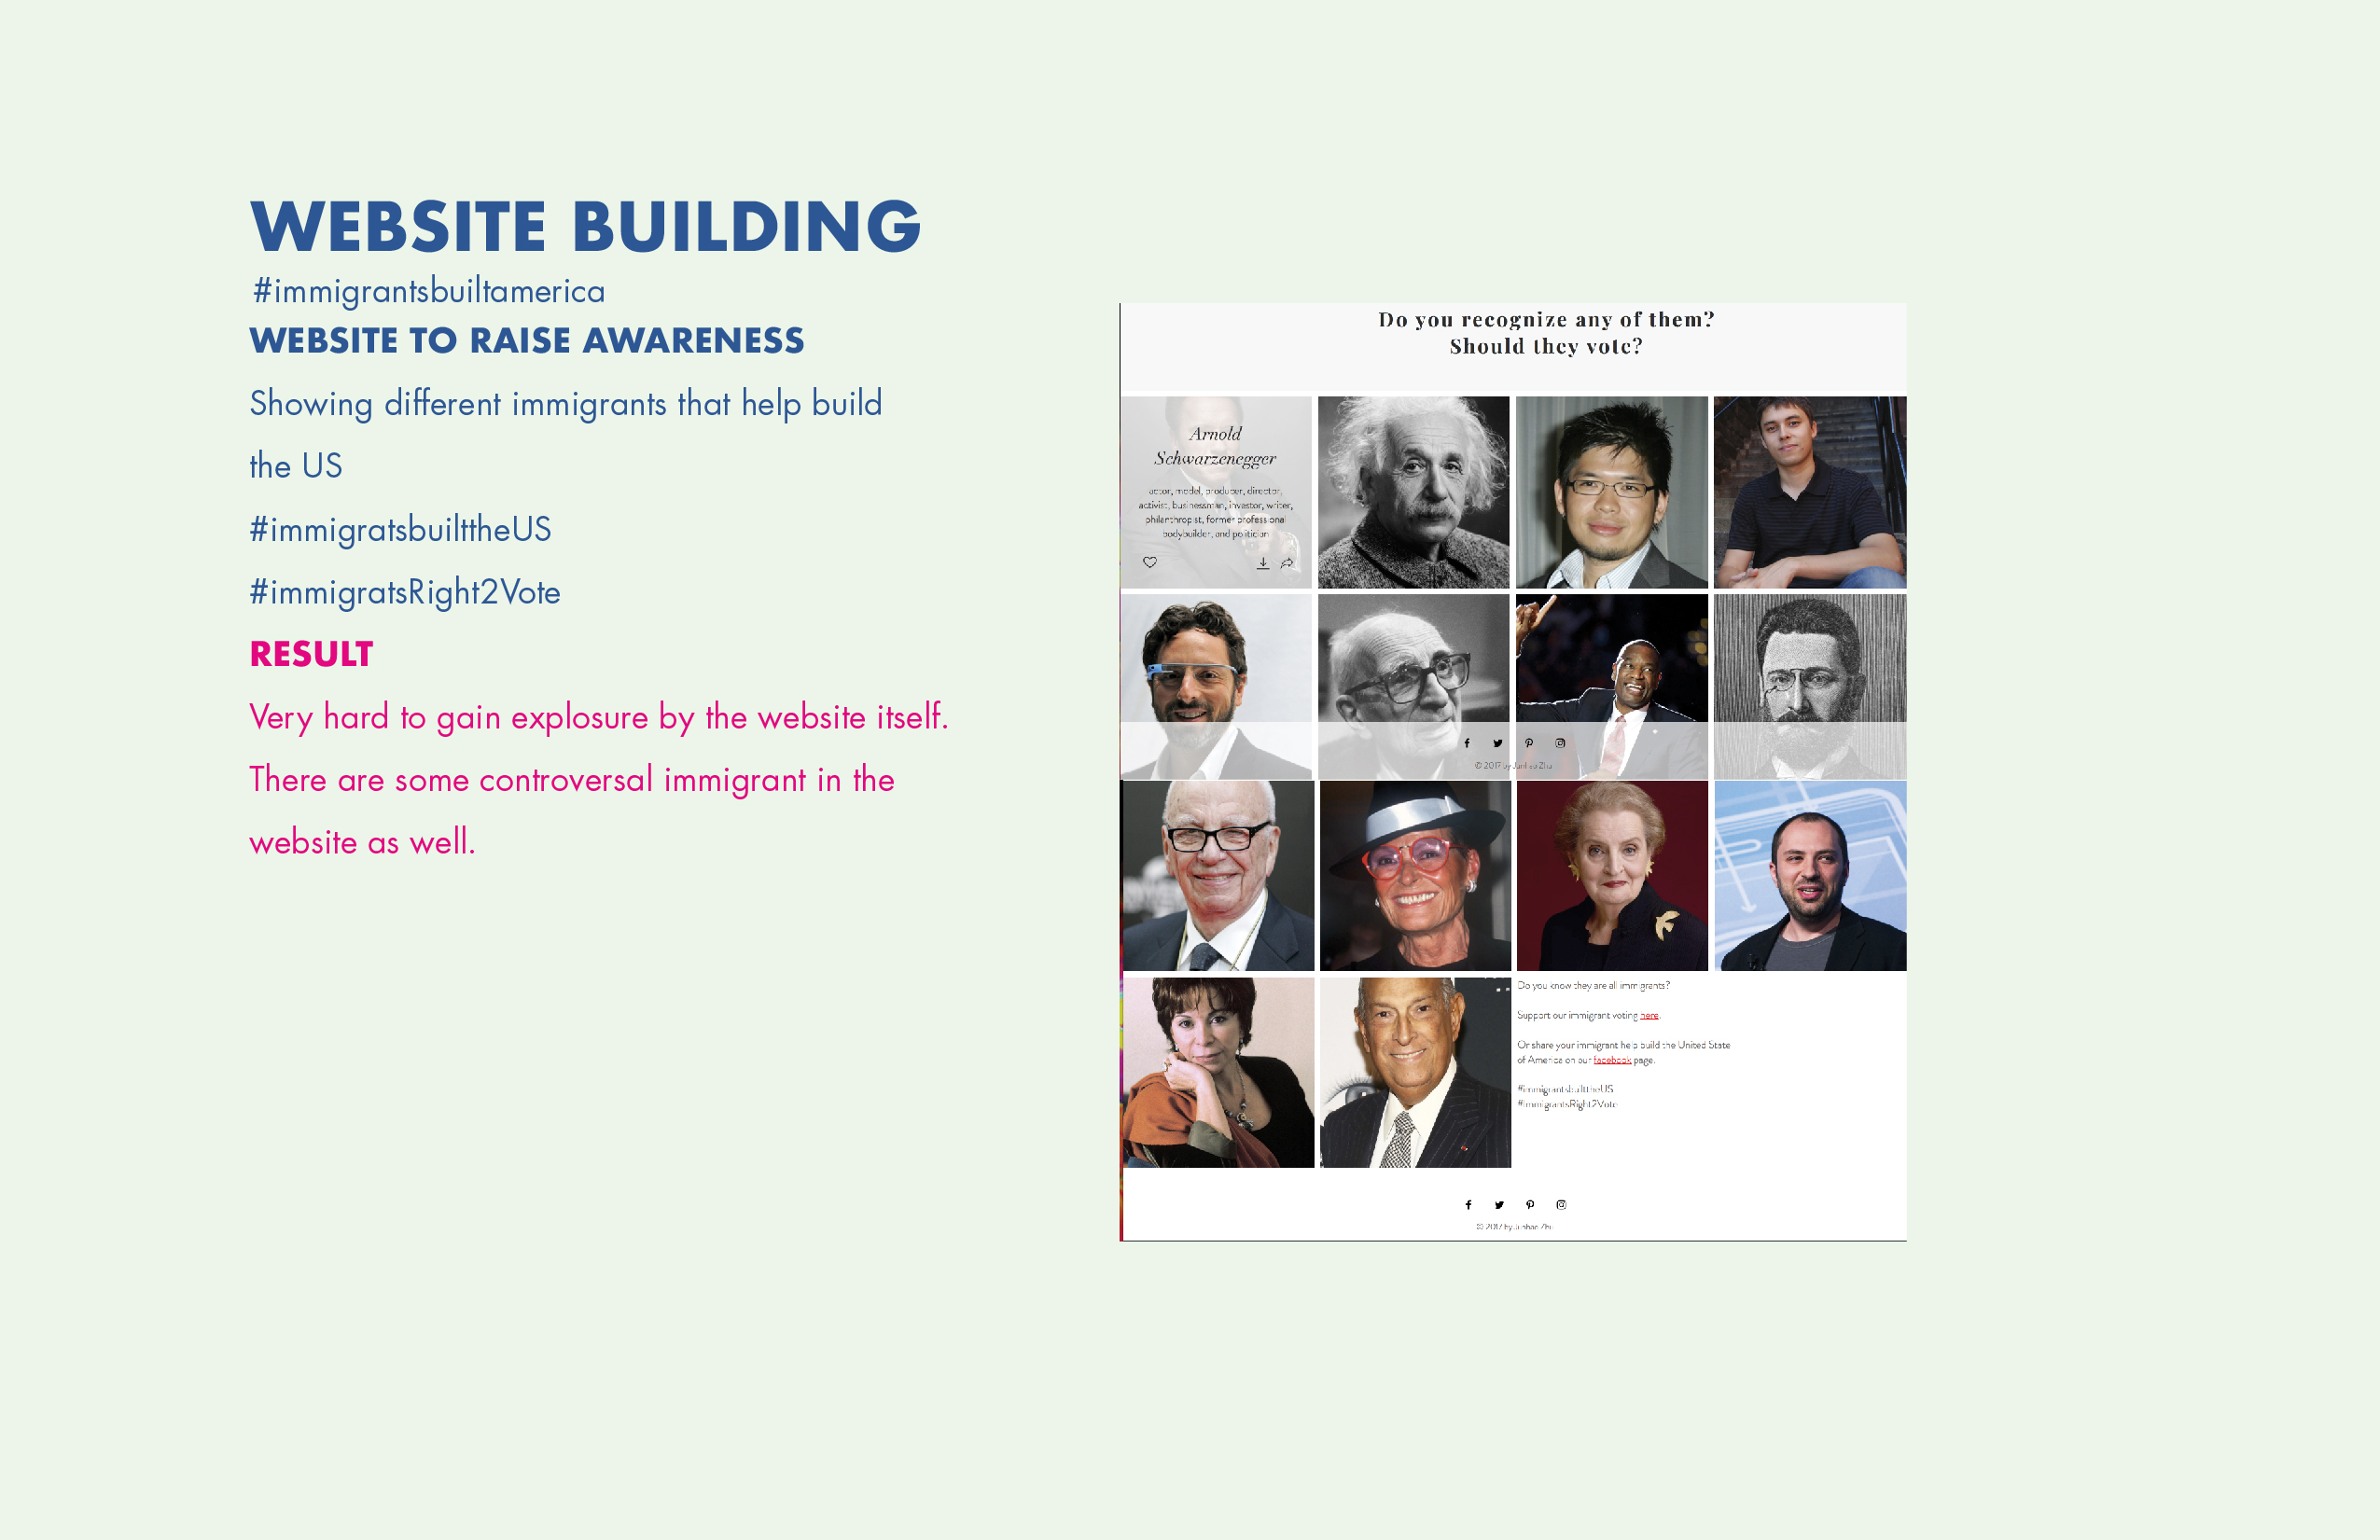 WEBSITE BUILDING
#immigrantsbuiltamerica
WEBSITE TO RAISE AWARENESS
Showing different immigrants that help build
the US
#immigratsbuilttheUS
#immigratsRight2Vote
RESULT
Very hard to gain explosure by the website itself.
There are some controversal immigrant in the
website as well.
Do you recognize any of them?
Should they vote?
Arnold
Schwarzenegger
actor, model, producer, director,
activist, businessman, investor, writer,
philanthropist, former professional
bodybuilder, and politician
© 2017 by Junhao Zhu
Do you know they are all immigrants?
Support our immigrant voting here.
Or share your immigrant help build the United State
of America on our facebook page.
#immigrantsbuilttheUS
#immigrantsRight2Vote
© 2017 by Junhao Zhu